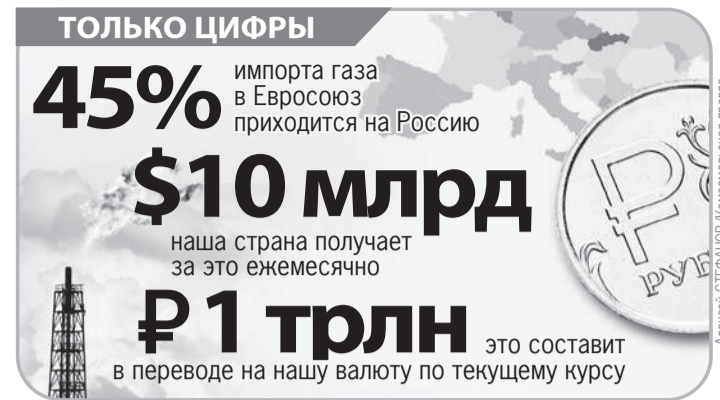 ТОЛЬКО ЦИФРЫ
45% импорта газа
в Евросоюз
приходится на Россию
$10 млрд
наша страна получает
за это ежемесячно
₽ 1 трлн это составит
в переводе на нашу валюту по текущему курсу
РУБ